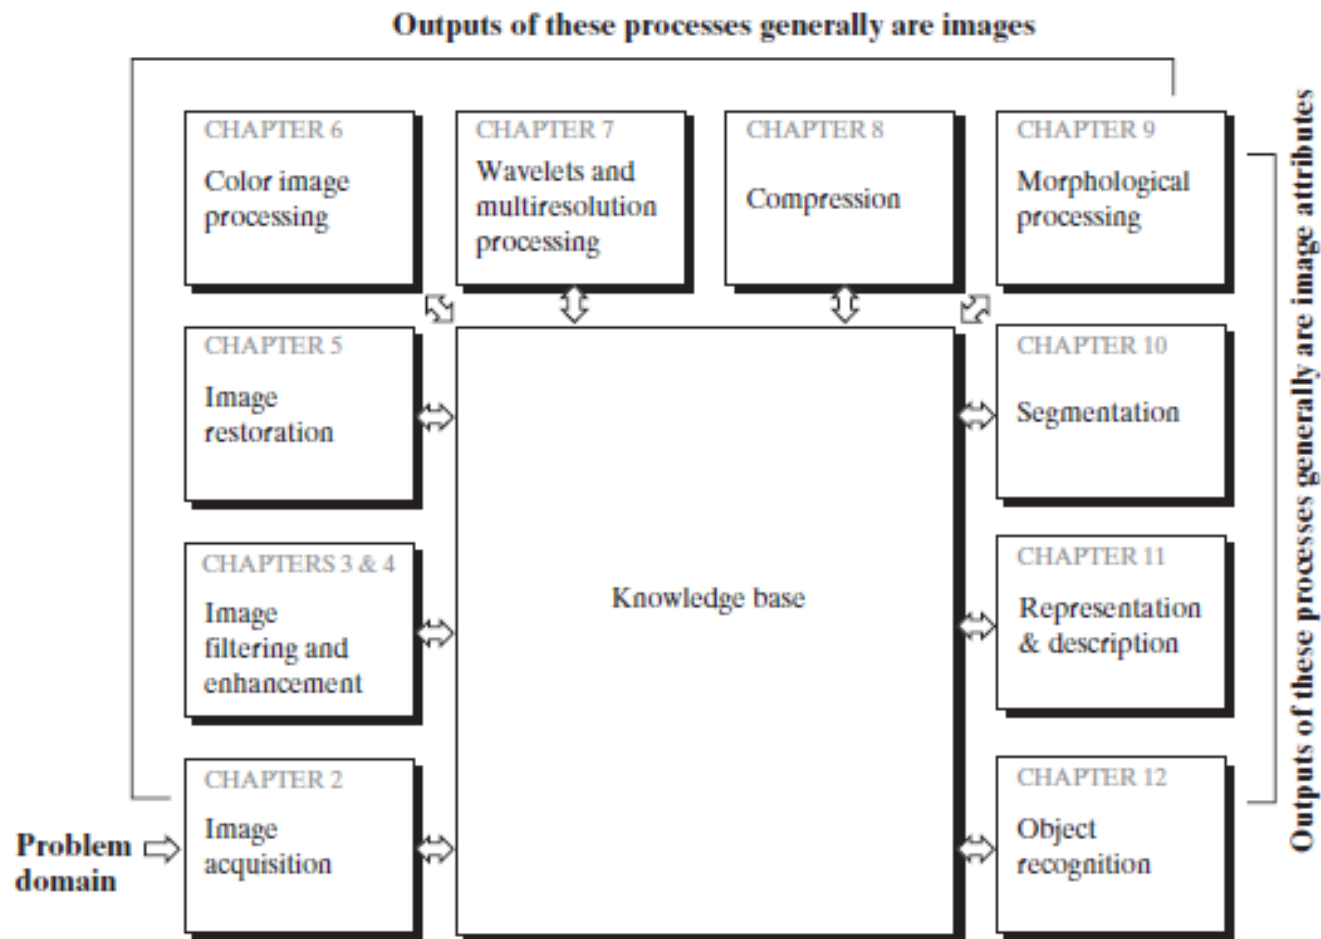 Outputs of these processes generally are images
CHAPTER 6
Color image
processing
CHAPTER 7
Wavelets and
multiresolution
processing
CHAPTER 8
Compression
CHAPTER 9
Morphological
processing
CHAPTER 5
Image
restoration
CHAPTERS 3 & 4
Image
filtering and
enhancement
CHAPTER 2
Image
acquisition
Problem
domain
Knowledge base
CHAPTER 10
Segmentation
CHAPTER 11
Representation
& description
CHAPTER 12
Object
recognition
Outputs of these processes generally are image attributes